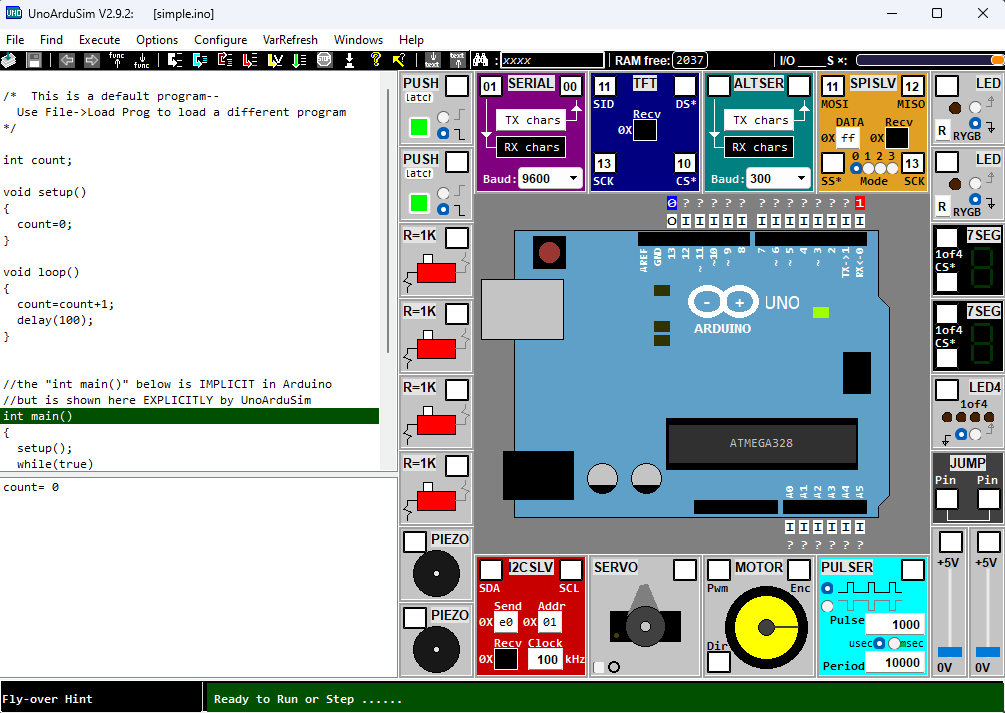 UnoArduSim V2.9.2: [simple.ino]
File Find Execute Options Configure VarRefresh Windows Help
xxxx RAM free: 2037 I/O S ×:
/* This is a default program--
Use File->Load Prog to load a different program
*/
int count;
void setup()
{
count=0;
}
void loop()
{
count=count+1;
delay(100);
}
//the "int main()" below is IMPLICIT in Arduino
//but is shown here EXPLICITLY by UnoArduSim
int main()
{
setup();
while(true)
count= 0
PUSH
latch
PUSH
latch
R=1K
R=1K
R=1K
R=1K
PIEZO
PIEZO
01 SERIAL 00
TX chars
RX chars
Baud: 9600
11 TFT
SID DS*
Recv
0X
13 10
SCK CS*
ALTSER
TX chars
RX chars
Baud: 300
11 SPISLV 12
MOSI MISO
DATA Recv
0X ff 0X
0 1 2 3 13
SS* Mode SCK
LED
R RYGB
LED
R RYGB
7SEG
1of4
CS*
7SEG
1of4
CS*
LED4
1of4
JUMP
Pin Pin
+5V +5V
0V 0V
0 ? ? ? ? ? ? ? ? ? ? ? ? 1
O I I I I I I I I I I I I I
AREF GND 13 12 ~ 11 ~10 ~ 9 8 7 ~ 6 ~ 5 4 ~ 3 2 TX->1 RX<-0
UNO
ARDUINO
ATMEGA328
A0 A1 A2 A3 A4 A5
I I I I I I
? ? ? ? ? ?
I2CSLV
SDA SCL
Send Addr
0X e0 0X 01
Recv Clock
0X 100 kHz
SERVO
MOTOR
Pwm Enc
Dir
PULSER
Pulse 1000
usec msec
Period 10000
Fly-over Hint Ready to Run or Step ......